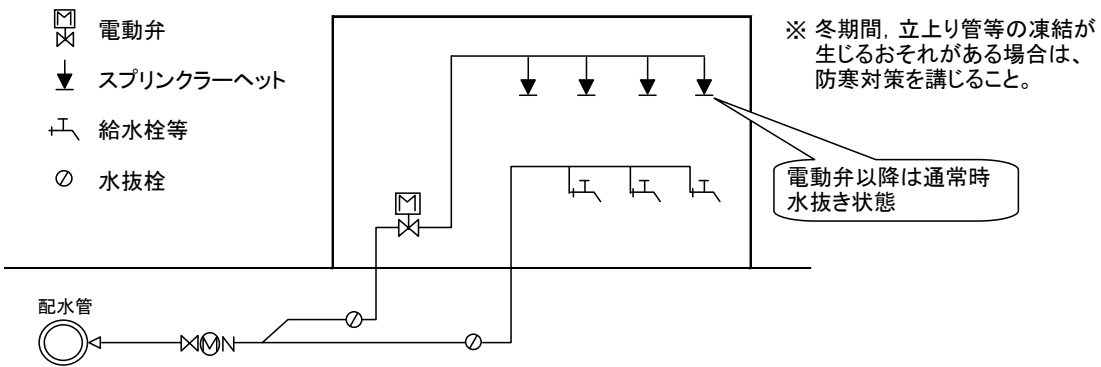 M
電動弁
スプリンクラーヘット
給水栓等
水抜栓
※ 冬期間, 立上り管等の凍結が
生じるおそれがある場合は、
防寒対策を講じること。
電動弁以降は通常時
水抜き状態
M
配水管
M
N